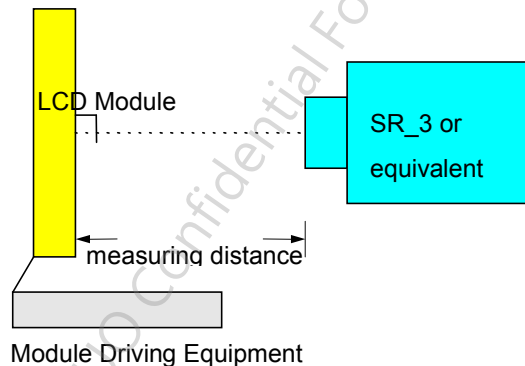 LCD Module
SR_3 or
equivalent
measuring distance
Module Driving Equipment